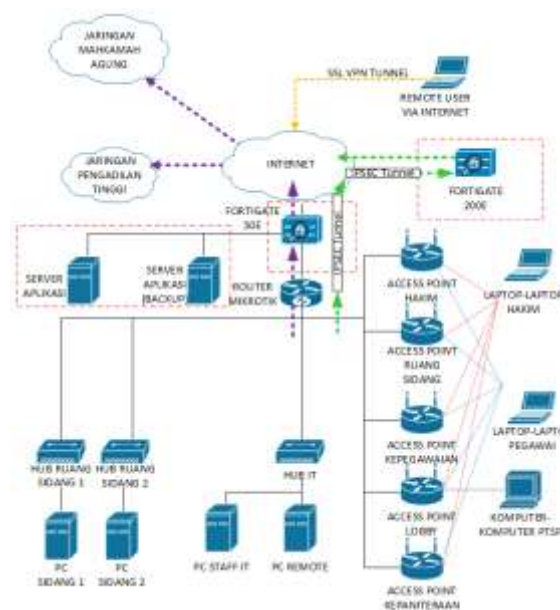 JARINGAN
MAHKAMAH
AGUNG
SSL VPN TUNNEL
REMOTE USER
VIA INTERNET
INTERNET
JARINGAN
PENGADILAN
TINGGI
IPSEC Tunnel
FORTIGATE
200E
FORTIGATE
30E
IPSEC Tunnel
SERVER
APLIKASI
SERVER
APLIKASI
(BACKUP)
ROUTER
MIKROTIK
ACCESS POINT
HAKIM
LAPTOP-LAPTOP
HAKIM
ACCESS POINT
RUANG
SIDANG
ACCESS POINT
KEPEGAWAIAN
LAPTOP-LAPTO
PEGAWAI
HUB RUANG
SIDANG 1
HUB RUANG
SIDANG 2
HUB IT
ACCESS POINT
LOBBY
KOMPUTER-
KOMPUTER PTSP
PC
SIDANG 1
PC
SIDANG 2
PC STAFF IT
PC REMOTE
ACCESS POINT
KEPANITERAAN